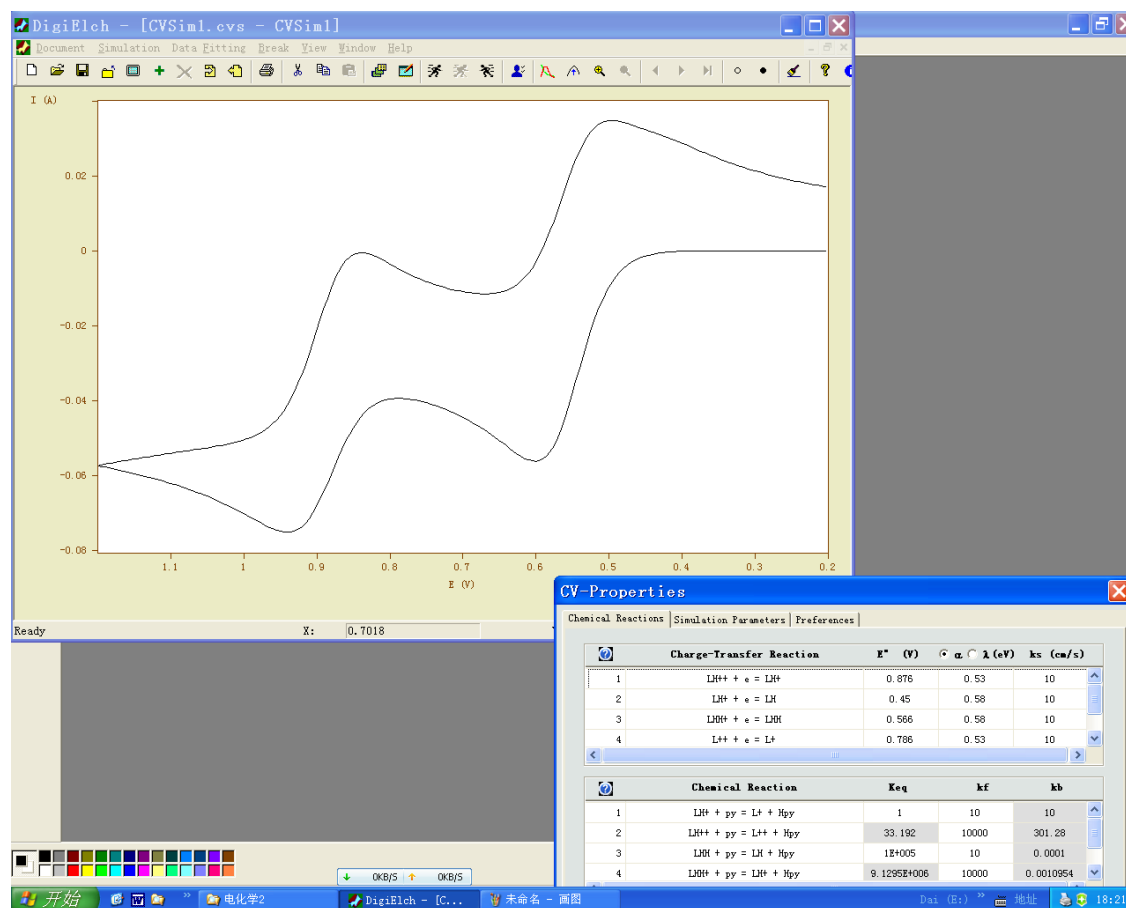 DigiElch - [CVSim1.cvs - CVSim1]
Document Simulation Data Fitting Break View Window Help
I (A)
0.02
0
-0.02
-0.04
-0.06
-0.08
1.1 1 0.9 0.8 0.7 0.6 0.5 0.4 0.3 0.2
E (V)
Ready X: 0.7018
CV-Properties
Chemical Reactions Simulation Parameters Preferences
Charge-Transfer Reaction E° (V) α λ (eV) ks (cm/s)
1 LH++ + e = LH+ 0.876 0.53 10
2 LH+ + e = LH 0.45 0.58 10
3 LHH+ + e = LHH 0.566 0.58 10
4 L++ + e = L+ 0.786 0.53 10
Chemical Reaction Keq kf kb
1 LH+ + py = L+ + Hpy 1 10 10
2 LH++ + py = L++ + Hpy 33.192 10000 301.28
3 LHH + py = LH + Hpy 1E+005 10 0.0001
4 LHH+ + py = LH+ + Hpy 9.1295E+006 10000 0.0010954
0KB/S 0KB/S
开始 电化学2 DigiElch - [C... 未命名 - 画图 Dai (E:) » 地址 18:21